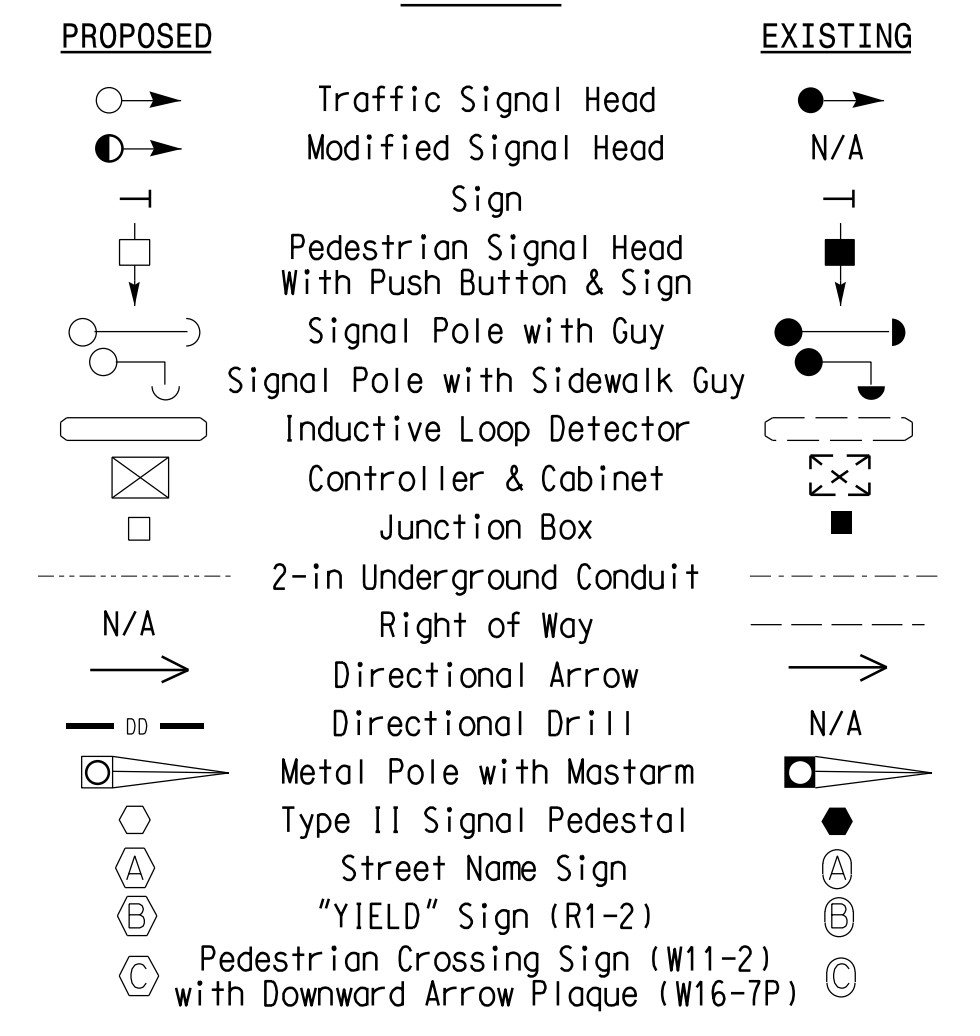 PROPOSED EXISTING
Traffic Signal Head
Modified Signal Head N/A
Sign
Pedestrian Signal Head
With Push Button & Sign
Signal Pole with Guy
Signal Pole with Sidewalk Guy
Inductive Loop Detector
Controller & Cabinet
Junction Box
2-in Underground Conduit
N/A Right of Way
Directional Arrow
DD Directional Drill N/A
Metal Pole with Mastarm
Type II Signal Pedestal
A Street Name Sign A
B "YIELD" Sign (R1-2) B
Pedestrian Crossing Sign (W11-2)
C with Downward Arrow Plaque (W16-7P) C